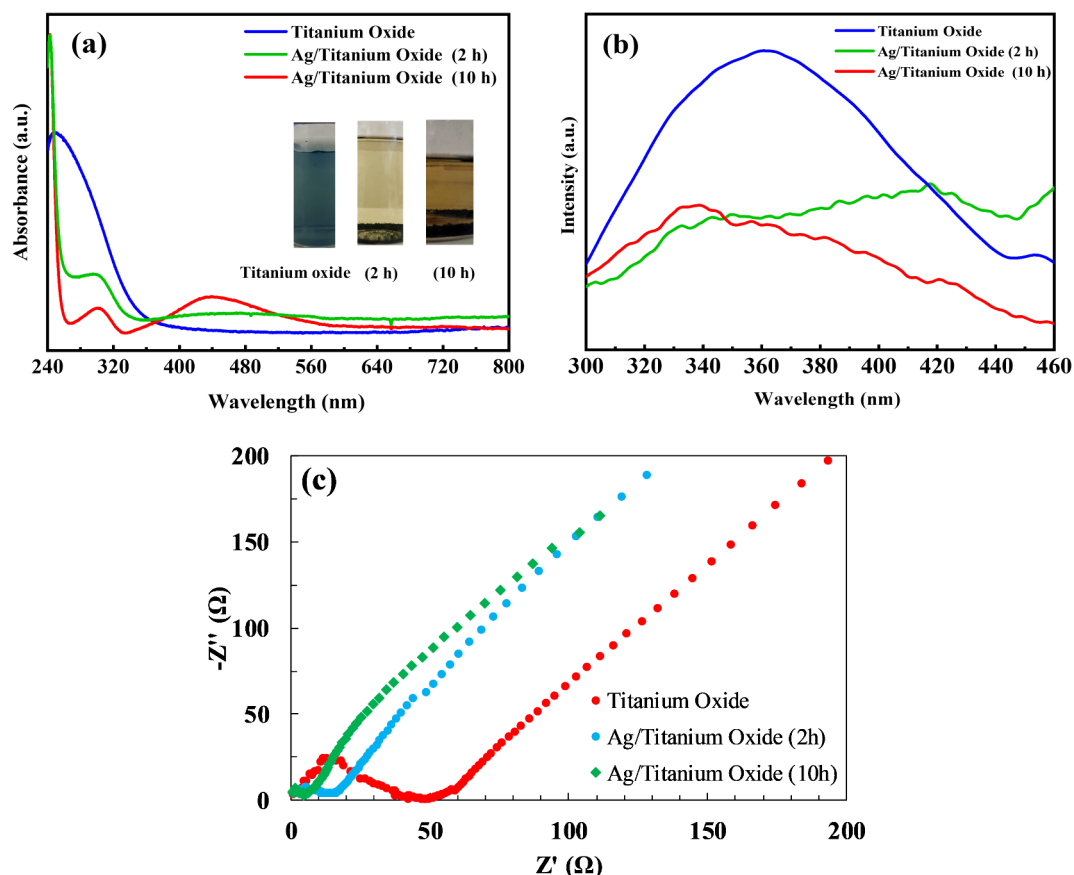 (a)
Titanium Oxide
Ag/Titanium Oxide (2 h)
Ag/Titanium Oxide (10 h)
Absorbance (a.u.)
Titanium oxide (2 h) (10 h)
240 320 400 480 560 640 720 800
Wavelength (nm)
(b)
Titanium Oxide
Ag/Titanium Oxide (2 h)
Ag/Titanium Oxide (10 h)
Intensity (a.u.)
300 320 340 360 380 400 420 440 460
Wavelength (nm)
(c)
200
150
100
50
0
-Z'' (Ω)
Titanium Oxide
Ag/Titanium Oxide (2h)
Ag/Titanium Oxide (10h)
0 50 100 150 200
Z' (Ω)